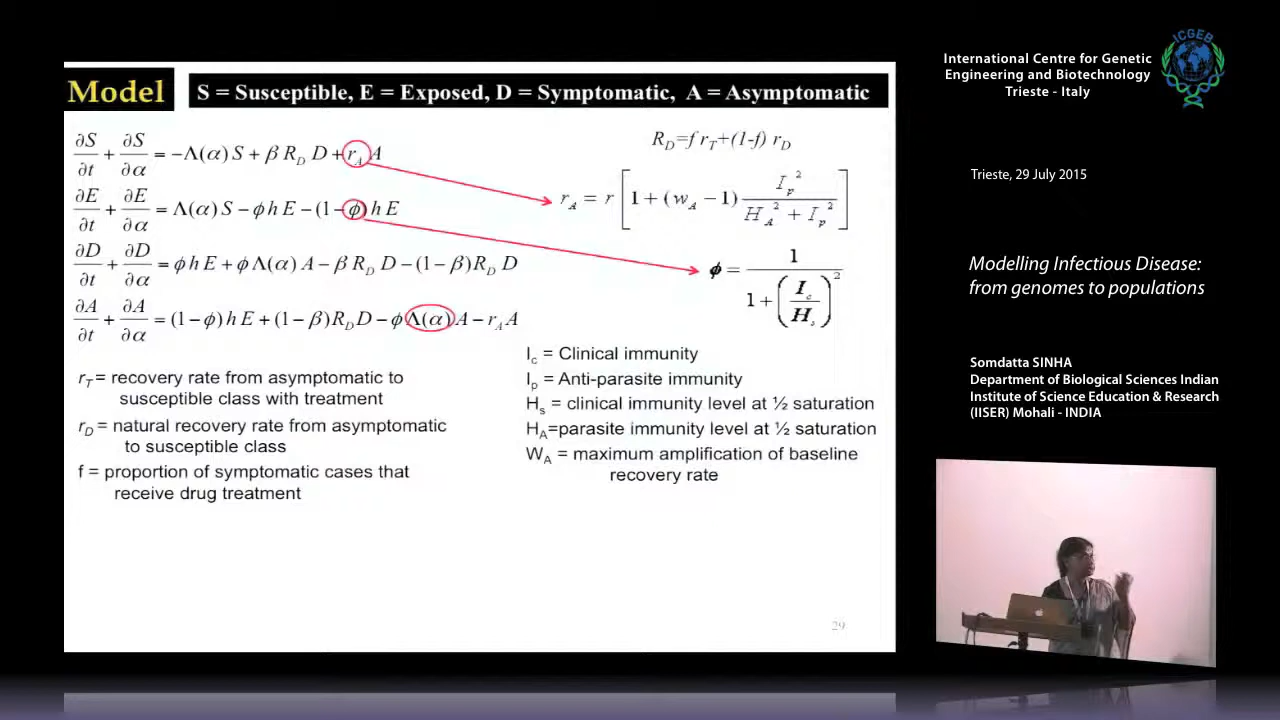 Model
S = Susceptible, E = Exposed, D = Symptomatic, A = Asymptomatic
∂S/∂t + ∂S/∂α = −Λ(α) S + β R_D D + r_A A
∂E/∂t + ∂E/∂α = Λ(α) S − ϕ h E − (1−ϕ) h E
∂D/∂t + ∂D/∂α = ϕ h E + ϕ Λ(α) A − β R_D D − (1 − β) R_D D
∂A/∂t + ∂A/∂α = (1 − ϕ) h E + (1 − β) R_D D − ϕ Λ(α) A − r_A A
R_D=f r_T+(1-f) r_D
r_A = r [1 + (w_A − 1) I_p² / (H_A² + I_p²)]
ϕ = 1 / (1 + (I_c / H_s)²)
r_T = recovery rate from asymptomatic to
susceptible class with treatment
r_D = natural recovery rate from asymptomatic
to susceptible class
f = proportion of symptomatic cases that
receive drug treatment
I_c = Clinical immunity
I_p = Anti-parasite immunity
H_s = clinical immunity level at ½ saturation
H_A=parasite immunity level at ½ saturation
W_A = maximum amplification of baseline
recovery rate
29
International Centre for Genetic
Engineering and Biotechnology
Trieste - Italy
ICGEB
Trieste, 29 July 2015
Modelling Infectious Disease:
from genomes to populations
Somdatta SINHA
Department of Biological Sciences Indian
Institute of Science Education & Research
(IISER) Mohali - INDIA